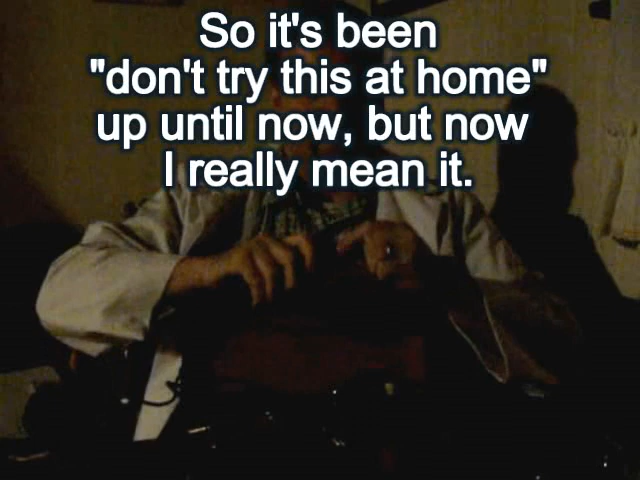 So it's been
"don't try this at home"
up until now, but now
I really mean it.